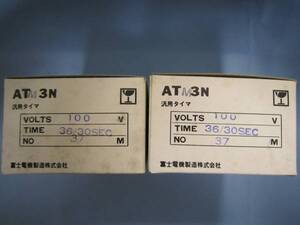 ATM3N
汎用タイマ
VOLTS 100 V
TIME 36/30SEC
NO 37 M
富士電機製造株式会社
ATM3N
汎用タイマ
VOLTS 100 V
TIME 36/30SEC
NO 37 M
富士電機製造株式会社